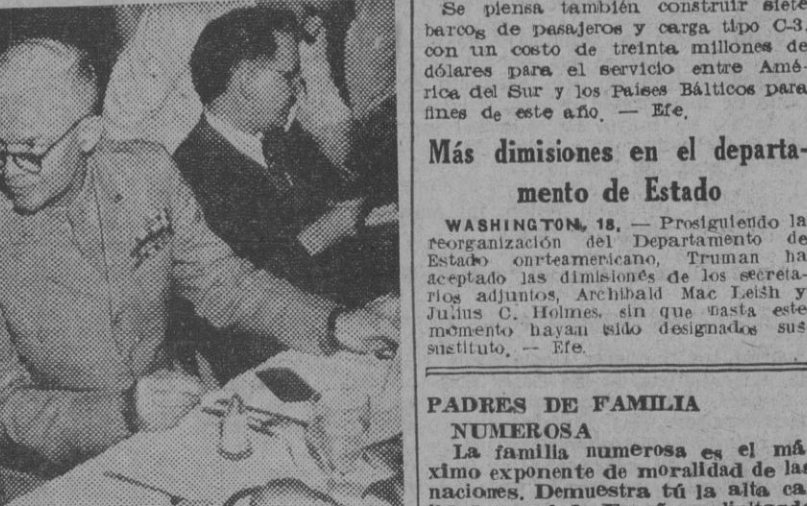 Se piensa también construir siete
barcos de pasajeros y carga tipo C-3,
con un costo de treinta millones de
dólares para el servicio entre Amé-
rica del Sur y los Países Bálticos para
fines de este año. — Efe.
Más dimisiones en el departa-
mento de Estado
WASHINGTON, 18. — Prosiguiendo la
reorganización del Departamento de
Estado onrteamericano, Truman ha
aceptado las dimisiones de los secreta-
rios adjuntos, Archibald Mac Leish y
Julius C. Holmes, sin que hasta este
momento hayan sido designados sus
sustituto. — Efe.
PADRES DE FAMILIA
NUMEROSA
La familia numerosa es el má
ximo exponente de moralidad de las
naciones. Demuestra tú la alta ca